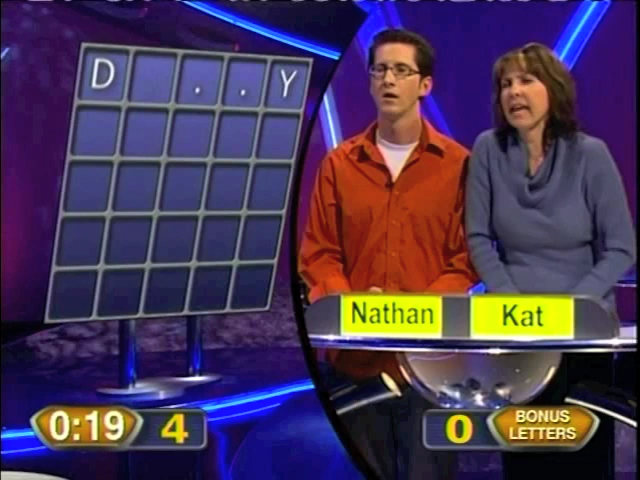 D . . Y
Nathan
Kat
0:19 4
0 BONUS
LETTERS